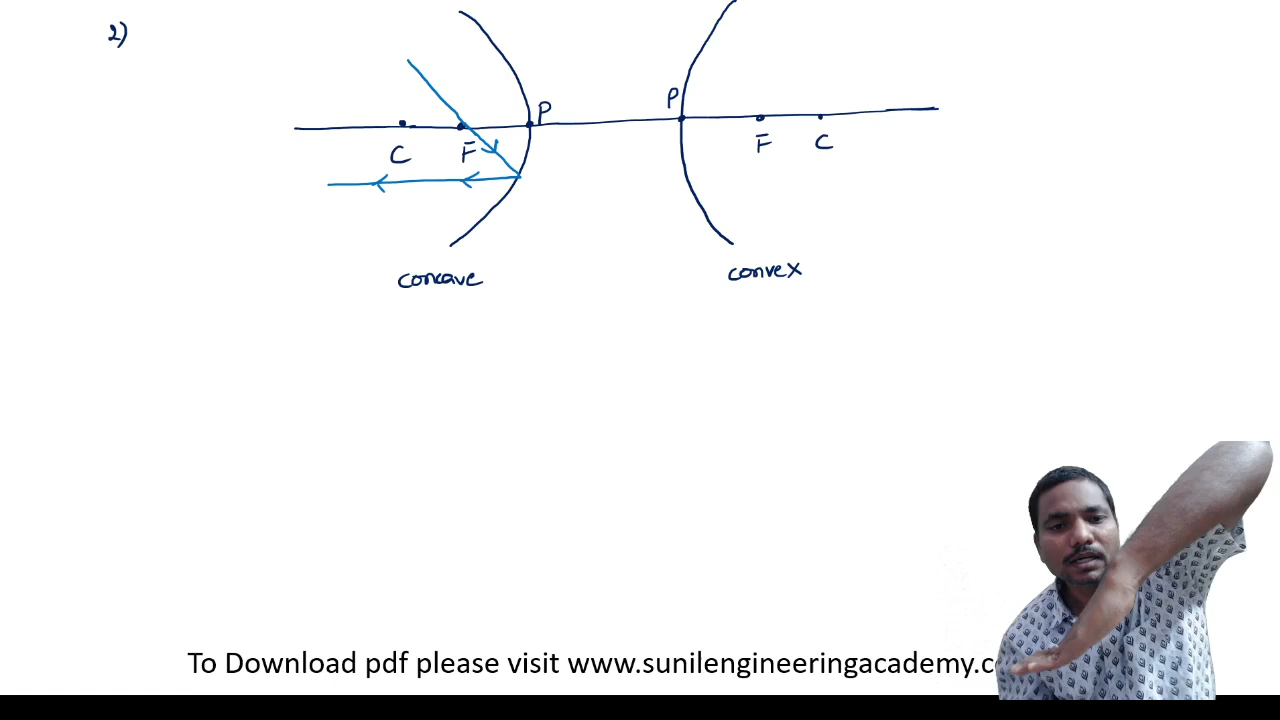 2)
P P
C F F C
concave convex
To Download pdf please visit www.sunilengineeringacademy.c